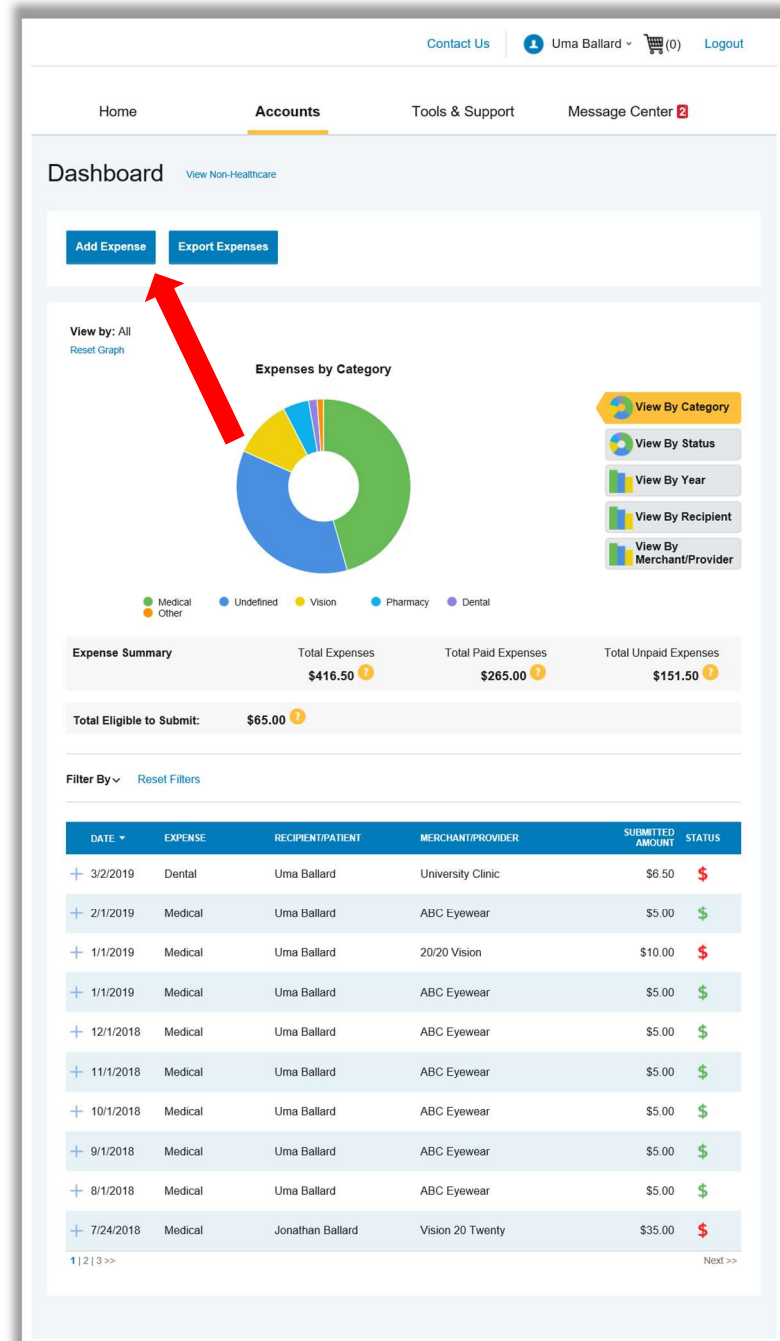 Contact Us Uma Ballard (0) Logout
Home Accounts Tools & Support Message Center 2
Dashboard View Non-Healthcare
Add Expense Export Expenses
View by: All
Reset Graph
Expenses by Category
View By Category
View By Status
View By Year
View By Recipient
View By
Merchant/Provider
Medical Undefined Vision Pharmacy Dental
Other
Expense Summary Total Expenses Total Paid Expenses Total Unpaid Expenses
$416.50 ? $265.00 ? $151.50 ?
Total Eligible to Submit: $65.00 ?
Filter By Reset Filters
DATE EXPENSE RECIPIENT/PATIENT MERCHANT/PROVIDER SUBMITTED AMOUNT STATUS
+ 3/2/2019 Dental Uma Ballard University Clinic $6.50 $
+ 2/1/2019 Medical Uma Ballard ABC Eyewear $5.00 $
+ 1/1/2019 Medical Uma Ballard 20/20 Vision $10.00 $
+ 1/1/2019 Medical Uma Ballard ABC Eyewear $5.00 $
+ 12/1/2018 Medical Uma Ballard ABC Eyewear $5.00 $
+ 11/1/2018 Medical Uma Ballard ABC Eyewear $5.00 $
+ 10/1/2018 Medical Uma Ballard ABC Eyewear $5.00 $
+ 9/1/2018 Medical Uma Ballard ABC Eyewear $5.00 $
+ 8/1/2018 Medical Uma Ballard ABC Eyewear $5.00 $
+ 7/24/2018 Medical Jonathan Ballard Vision 20 Twenty $35.00 $
1 | 2 | 3 >> Next >>